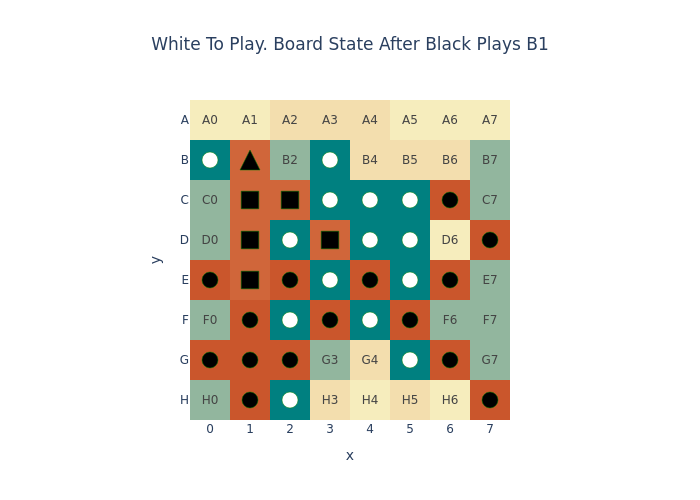 White To Play. Board State After Black Plays B1
A A0 A1 A2 A3 A4 A5 A6 A7
B B2 B4 B5 B6 B7
C C0 C7
D D0 D6
E E7
F F0 F6 F7
G G3 G4 G7
H H0 H3 H4 H5 H6
0 1 2 3 4 5 6 7
x
y